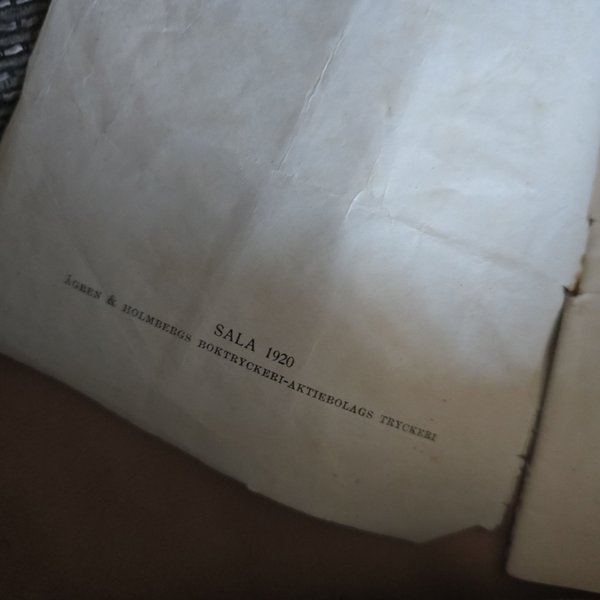 SALA 1920
ÅGREN & HOLMBERGS BOKTRYCKERI-AKTIEBOLAGS TRYCKERI